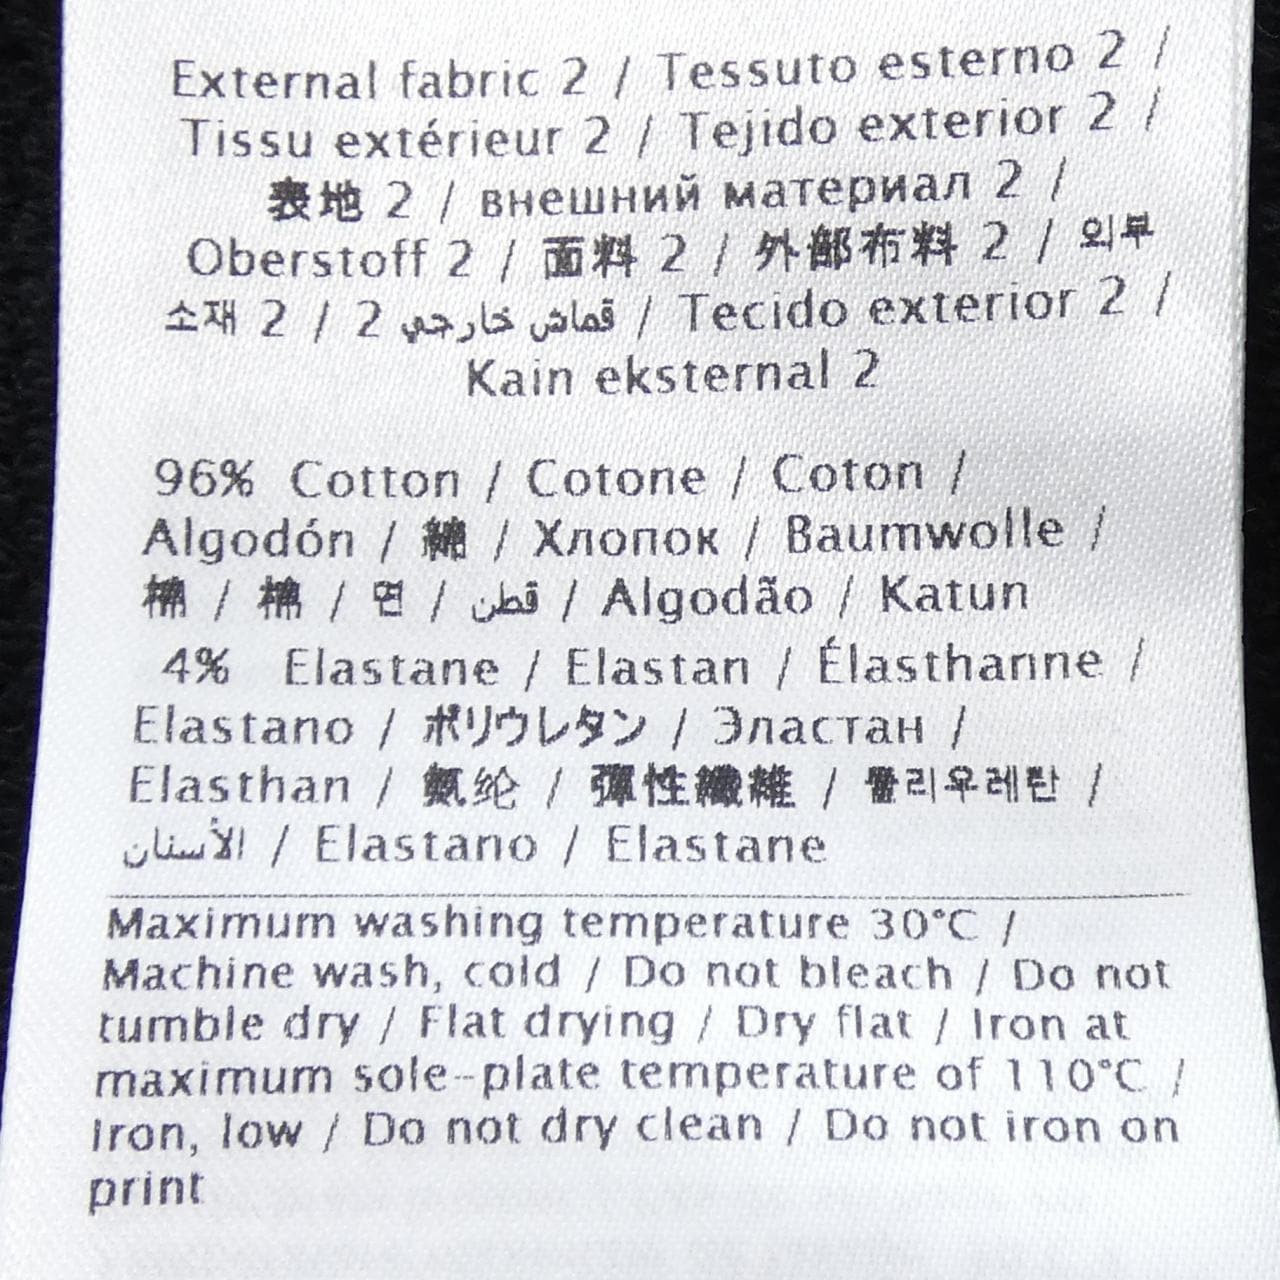 External fabric 2 / Tessuto esterno 2 /
Tissu extérieur 2 / Tejido exterior 2 /
表地 2 / внешний материал 2 /
Oberstoff 2 / 面料 2 / 外部布料 2 / 외부
소재 2 / 2 قماش خارجي / Tecido exterior 2 /
Kain eksternal 2
96% Cotton / Cotone / Coton /
Algodón / 綿 / Хлопок / Baumwolle /
棉 / 棉 / 면 / قطن / Algodão / Katun
4% Elastane / Elastan / Élasthanne /
Elastano / ポリウレタン / Эластан /
Elasthan / 氨纶 / 彈性纖維 / 폴리우레탄 /
الأستان / Elastano / Elastane
Maximum washing temperature 30°C /
Machine wash, cold / Do not bleach / Do not
tumble dry / Flat drying / Dry flat / Iron at
maximum sole-plate temperature of 110°C /
Iron, low / Do not dry clean / Do not iron on
print